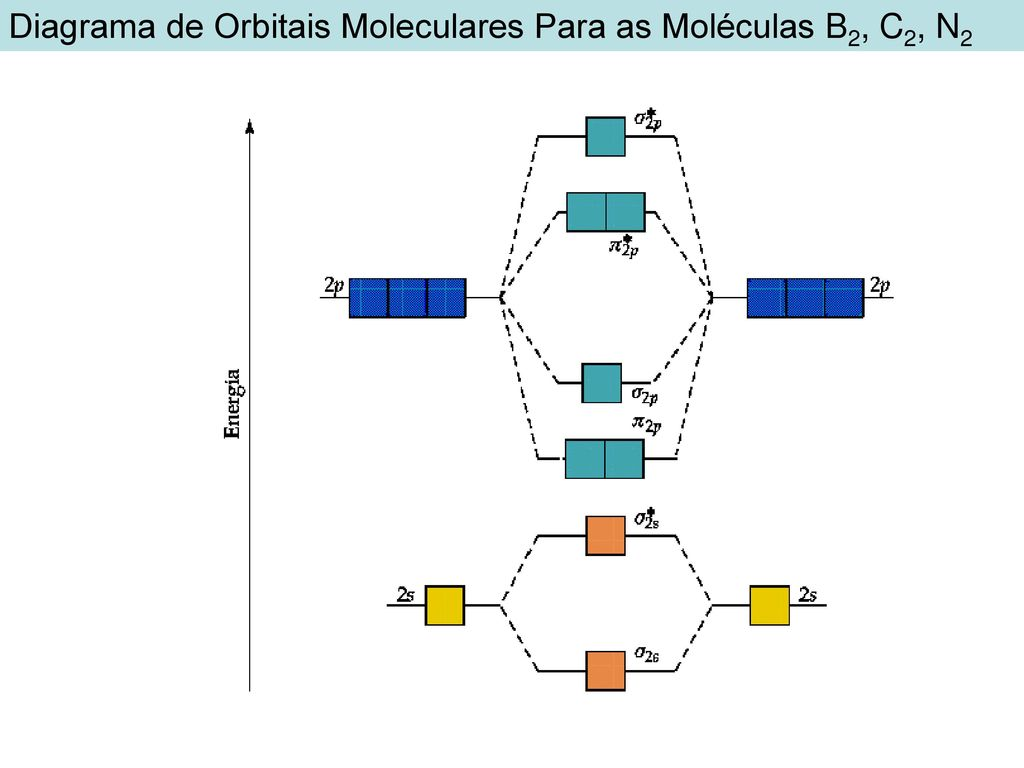 Diagrama de Orbitais Moleculares Para as Moléculas B₂, C₂, N₂
σ*2p
π*2p
2p
2p
Energia
σ2p
π2p
σ*2s
2s
2s
σ2s